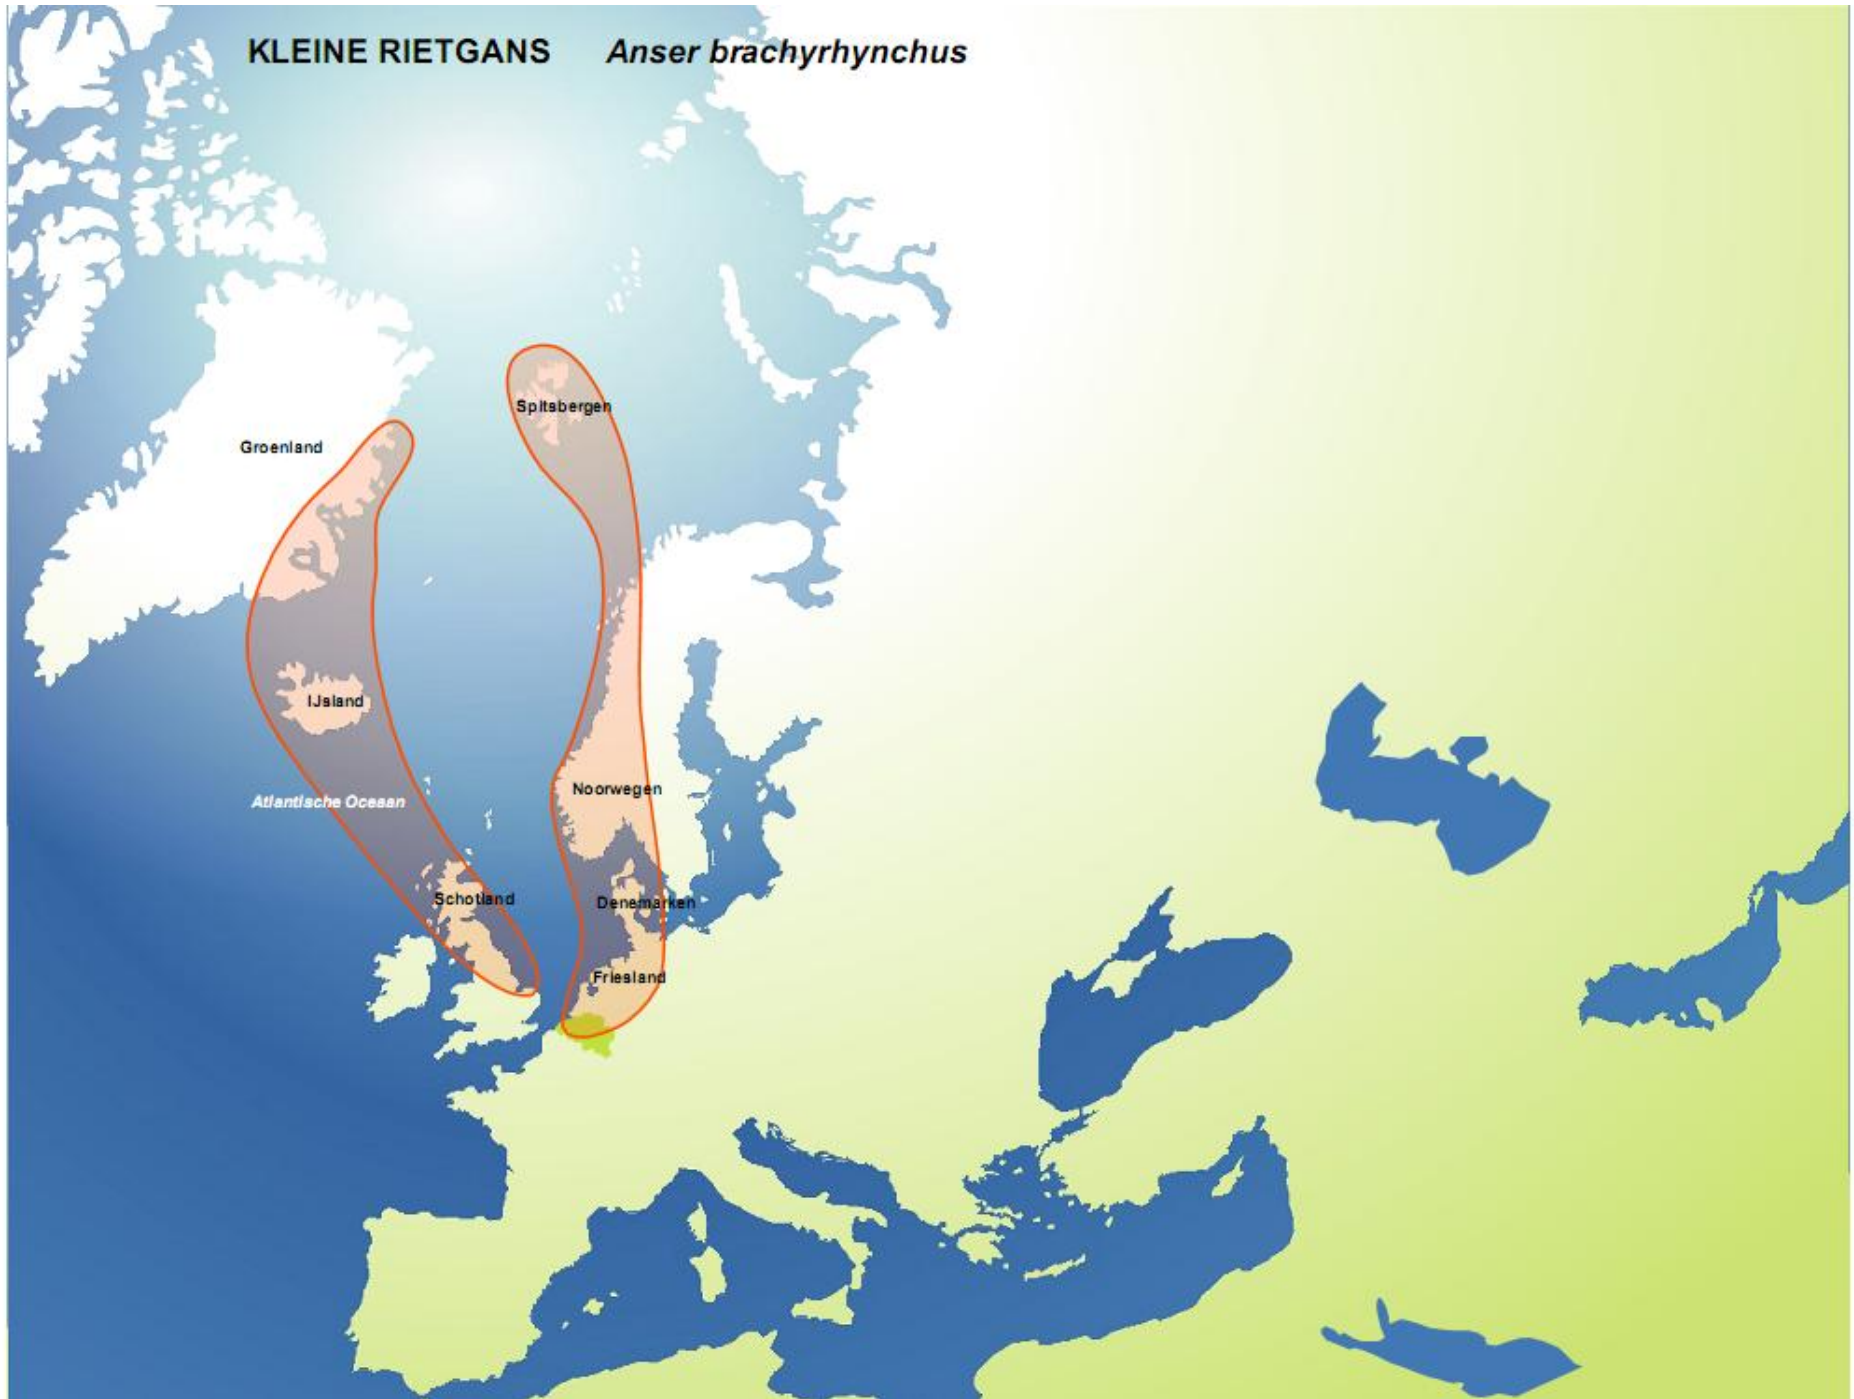 KLEINE RIETGANS Anser brachyrhynchus
Spitsbergen
Groenland
IJsland
Noorwegen
Atlantische Oceaan
Schotland
Denemarken
Friesland